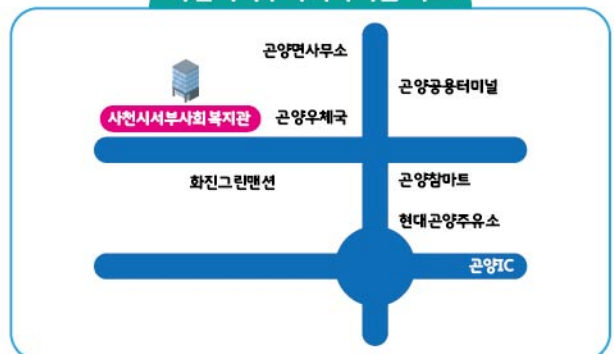 곤양면사무소
곤양공용터미널
사천시서부사회복지관
곤양우체국
화진그린맨션
곤양참마트
현대곤양주유소
곤양IC